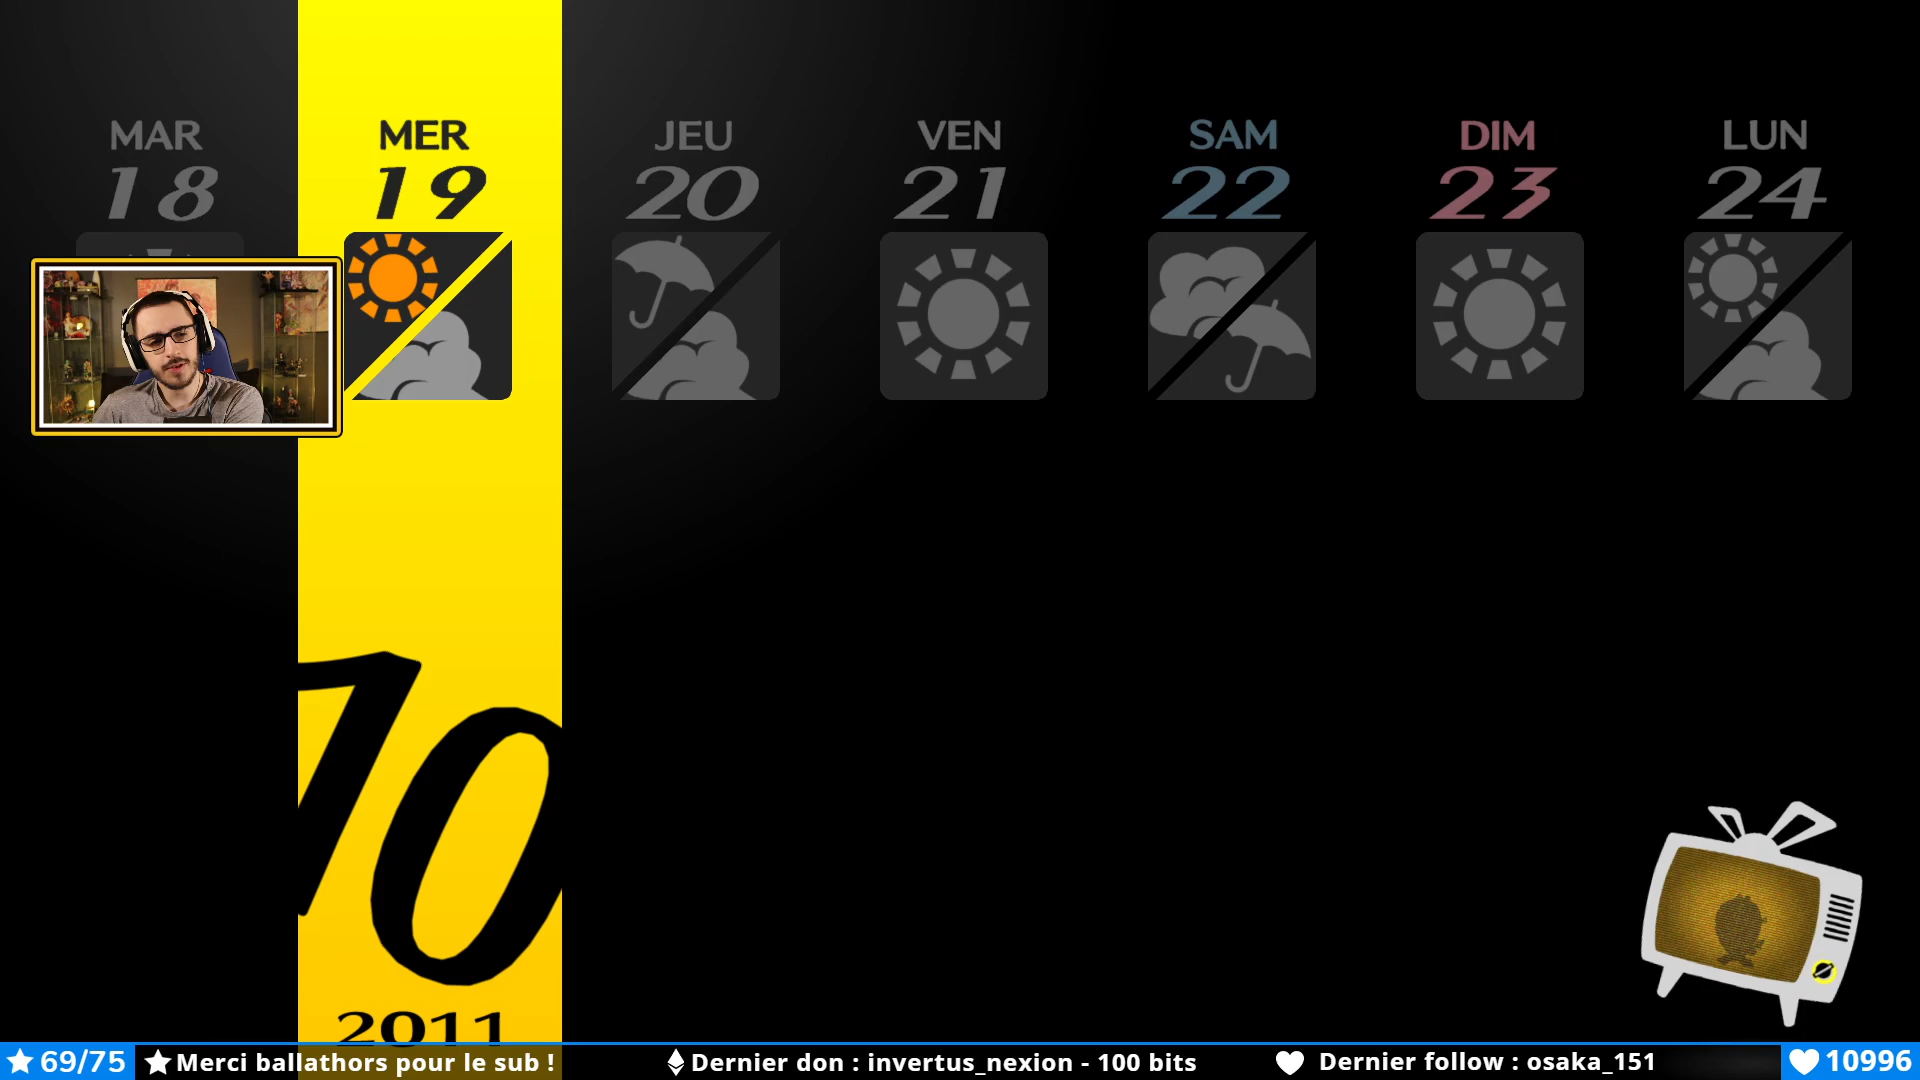 MAR
18
MER
19
JEU
20
VEN
21
SAM
22
DIM
23
LUN
24
10
2011
69/75
Merci ballathors pour le sub !
Dernier don : invertus_nexion - 100 bits
Dernier follow : osaka_151
10996